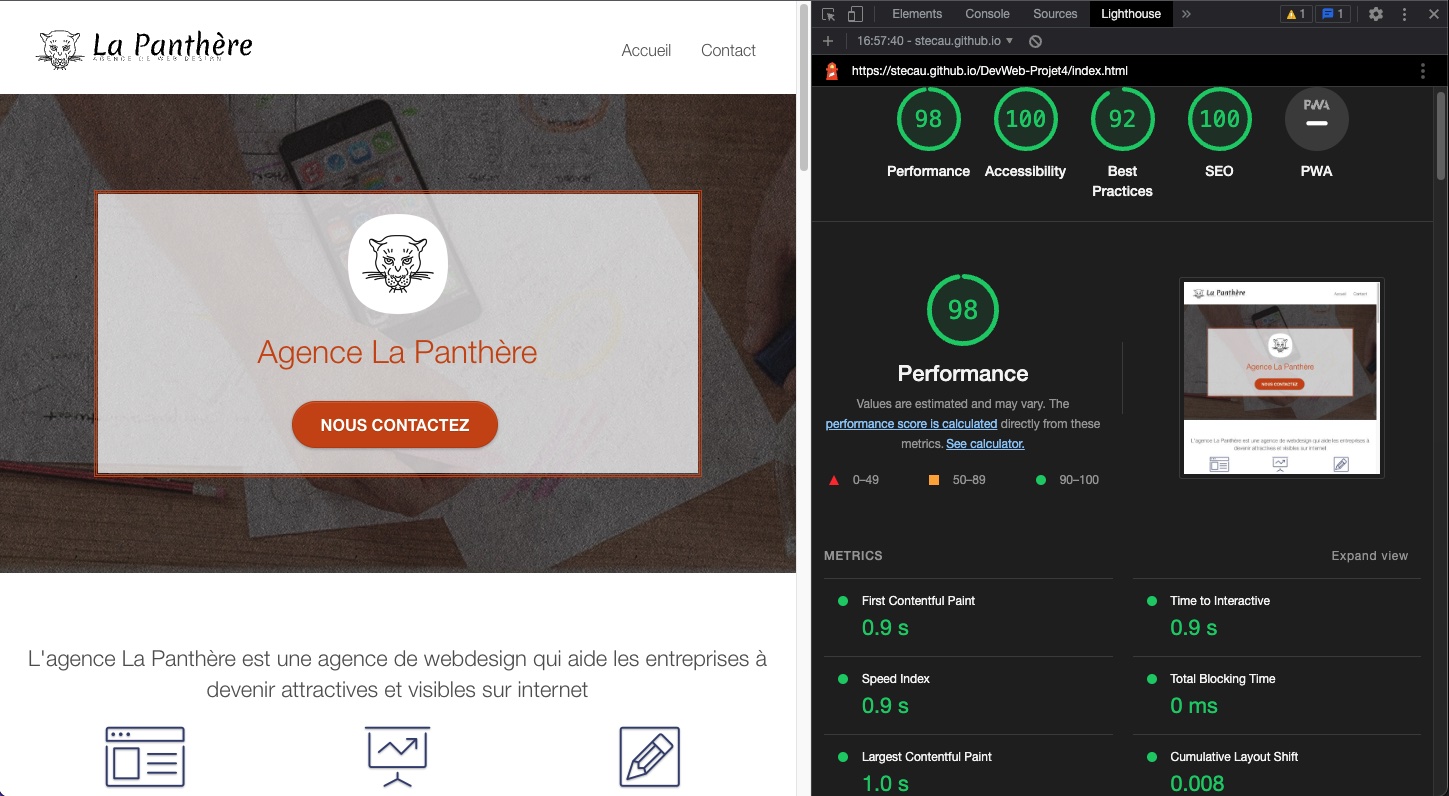 La Panthère
AGENCE DE WEB DESIGN
Accueil
Contact
Agence La Panthère
NOUS CONTACTEZ
L'agence La Panthère est une agence de webdesign qui aide les entreprises à
devenir attractives et visibles sur internet
Elements
Console
Sources
Lighthouse
»
1
1
+
16:57:40 - stecau.github.io
https://stecau.github.io/DevWeb-Projet4/index.html
98
100
92
100
PWA
Performance
Accessibility
Best
Practices
SEO
PWA
98
Performance
Values are estimated and may vary. The
performance score is calculated directly from these
metrics. See calculator.
0–49
50–89
90–100
La Panthère
Accueil
Contact
Agence La Panthère
NOUS CONTACTEZ
L'agence La Panthère est une agence de webdesign qui aide les entreprises à
devenir attractives et visibles sur internet
METRICS
Expand view
First Contentful Paint
0.9 s
Time to Interactive
0.9 s
Speed Index
0.9 s
Total Blocking Time
0 ms
Largest Contentful Paint
1.0 s
Cumulative Layout Shift
0.008